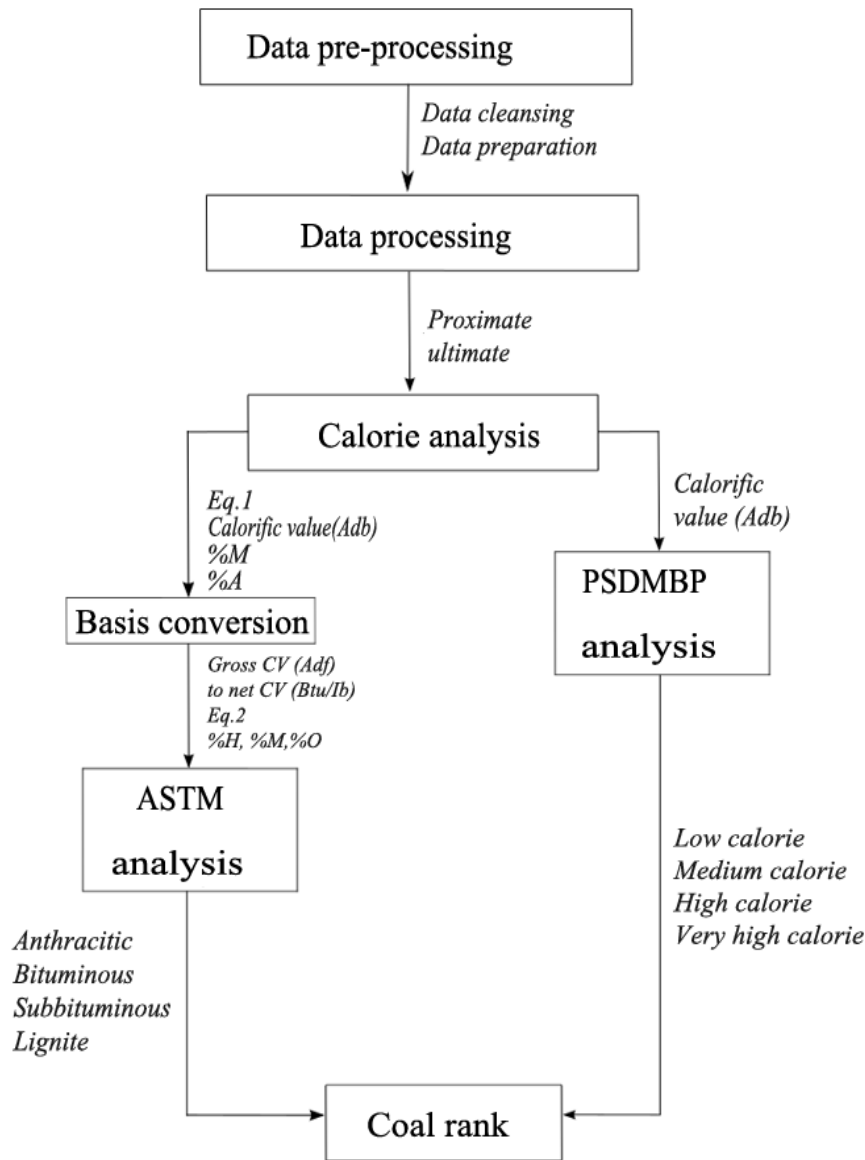 Data pre-processing
Data cleansing
Data preparation
Data processing
Proximate
ultimate
Calorie analysis
Eq.1
Calorific value(Adb)
%M
%A
Calorific
value (Adb)
Basis conversion
PSDMBP
analysis
Gross CV (Adf)
to net CV (Btu/Ib)
Eq.2
%H, %M,%O
ASTM
analysis
Low calorie
Medium calorie
High calorie
Very high calorie
Anthracitic
Bituminous
Subbituminous
Lignite
Coal rank